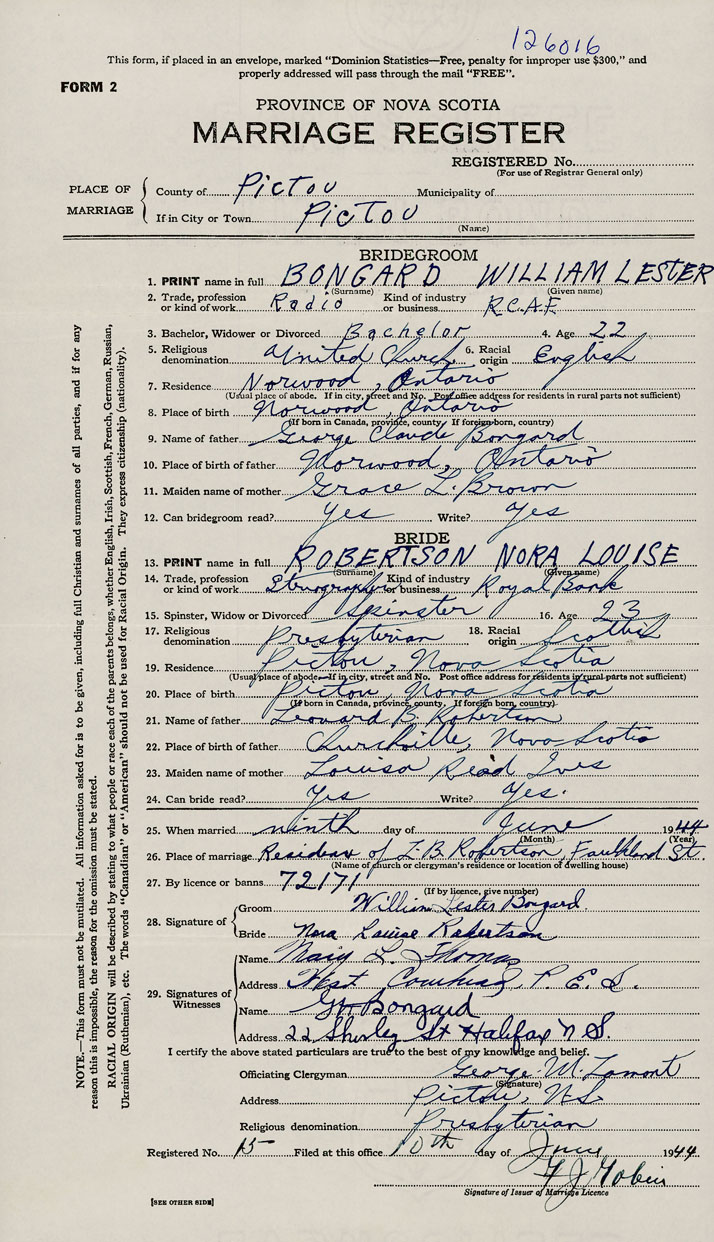 126016
This form, if placed in an envelope, marked "Dominion Statistics—Free, penalty for improper use $300," and
properly addressed will pass through the mail "FREE".
FORM 2
PROVINCE OF NOVA SCOTIA
MARRIAGE REGISTER
REGISTERED No.
(For use of Registrar General only)
PLACE OF MARRIAGE
County of Pictou Municipality of
If in City or Town Pictou
(Name)
BRIDEGROOM
1. PRINT name in full BONGARD WILLIAM LESTER
(Surname) (Given name)
2. Trade, profession or kind of work Radio Kind of industry or business R.C.A.F.
3. Bachelor, Widower or Divorced Bachelor 4. Age 22
5. Religious denomination United Church 6. Racial origin English
7. Residence Norwood, Ontario
(Usual place of abode. If in city, street and No. Post office address for residents in rural parts not sufficient)
8. Place of birth Norwood, Ontario
(If born in Canada, province, county. If foreign born, country)
9. Name of father George Claude Bongard
10. Place of birth of father Norwood, Ontario
11. Maiden name of mother Grace L. Brown
12. Can bridegroom read? Yes Write? Yes
BRIDE
13. PRINT name in full ROBERTSON NORA LOUISE
(Surname) (Given name)
14. Trade, profession or kind of work Stenographer Kind of industry or business Royal Bank
15. Spinster, Widow or Divorced Spinster 16. Age 23
17. Religious denomination Presbyterian 18. Racial origin Scottish
19. Residence Pictou, Nova Scotia
(Usual place of abode—If in city, street and No. Post office address for residents in rural parts not sufficient)
20. Place of birth Pictou, Nova Scotia
(If born in Canada, province, county. If foreign born, country)
21. Name of father Leonard B. Robertson
22. Place of birth of father Churchville, Nova Scotia
23. Maiden name of mother Louisa Read Ives
24. Can bride read? Yes Write? Yes.
25. When married ninth day of June 1944
(Month) (Year)
26. Place of marriage Residence of L. B. Robertson, Faulkland St.
(Name of church or clergyman's residence or location of dwelling house)
27. By licence or banns 72171
(If by licence, give number)
28. Signature of Groom William Lester Bongard
Bride Nora Louise Robertson
29. Signatures of Witnesses
Name Mary L. Thomas
Address West P. E. I.
Name Bongard
Address 22 Shirley St Halifax N S.
I certify the above stated particulars are true to the best of my knowledge and belief.
Officiating Clergyman George M. Lamont
(Signature)
Address Pictou, N.S.
Religious denomination Presbyterian
Registered No. 15 Filed at this office 10th day of June 1944
Signature of Issuer of Marriage Licence
[SEE OTHER SIDE]
NOTE.—This form must not be mutilated. All information asked for is to be given, including full Christian and surnames of all parties, and if for any
reason this is impossible, the reason for the omission must be stated.
RACIAL ORIGIN will be described by stating to what people or race each of the parents belongs, whether English, Irish, Scottish, French, German, Russian,
Ukrainian (Ruthenian), etc. The words "Canadian" or "American" should not be used for Racial Origin. They express citizenship (nationality).